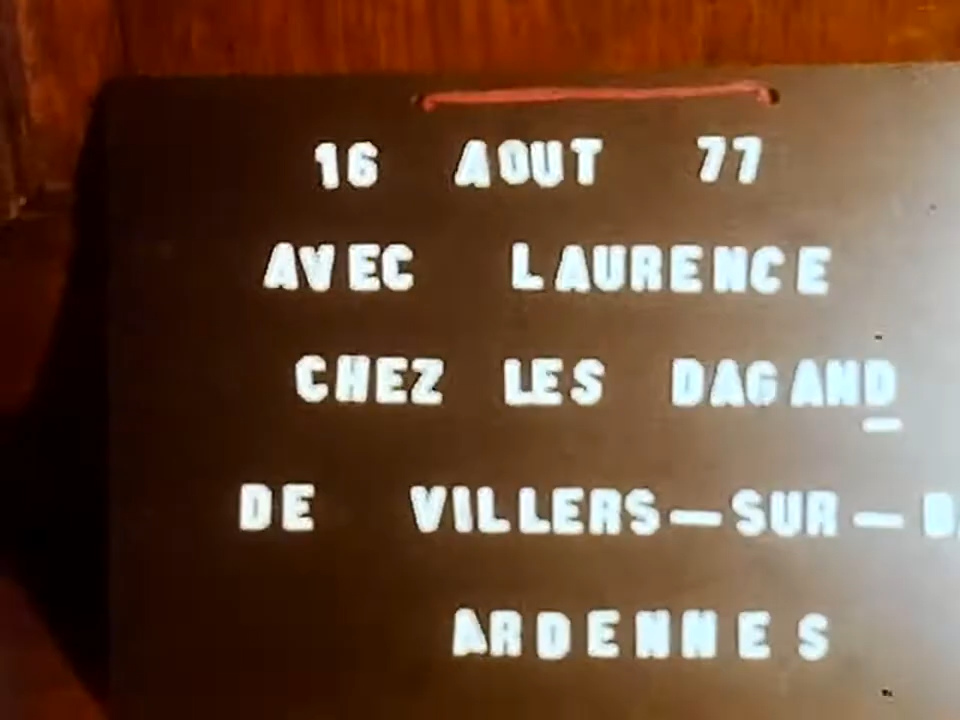 16 AOUT 77
AVEC LAURENCE
CHEZ LES DAGAND
DE VILLERS-SUR-
ARDENNES